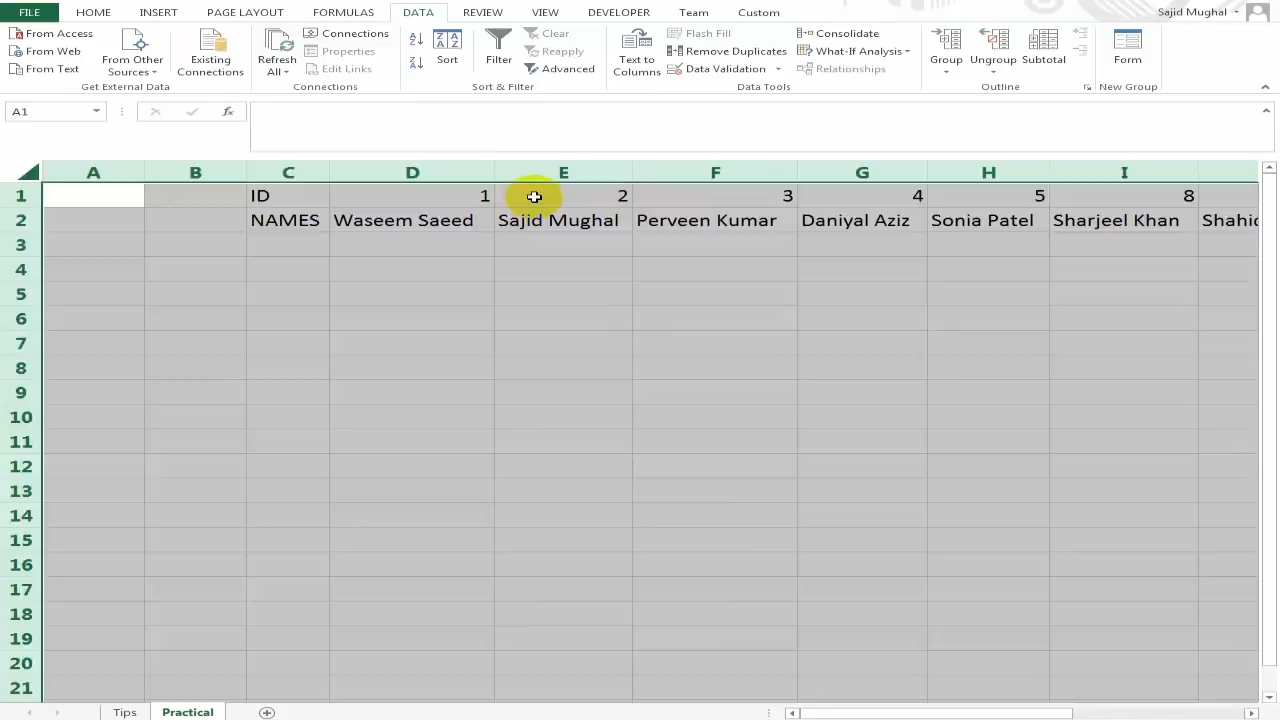 FILE HOME INSERT PAGE LAYOUT FORMULAS DATA REVIEW VIEW DEVELOPER Team Custom Sajid Mughal
From Access
From Web
From Text
From Other
Sources
Existing
Connections
Get External Data
Refresh
All
Connections
Properties
Edit Links
Connections
Sort
Filter
Clear
Reapply
Advanced
Sort & Filter
Text to
Columns
Flash Fill
Remove Duplicates
Data Validation
Consolidate
What-If Analysis
Relationships
Data Tools
Group
Ungroup
Subtotal
Outline
Form
New Group
A1 fx
A B C D E F G H I
1 ID 1 2 3 4 5 8
2 NAMES Waseem Saeed Sajid Mughal Perveen Kumar Daniyal Aziz Sonia Patel Sharjeel Khan Shahid
3
4
5
6
7
8
9
10
11
12
13
14
15
16
17
18
19
20
21
Tips Practical